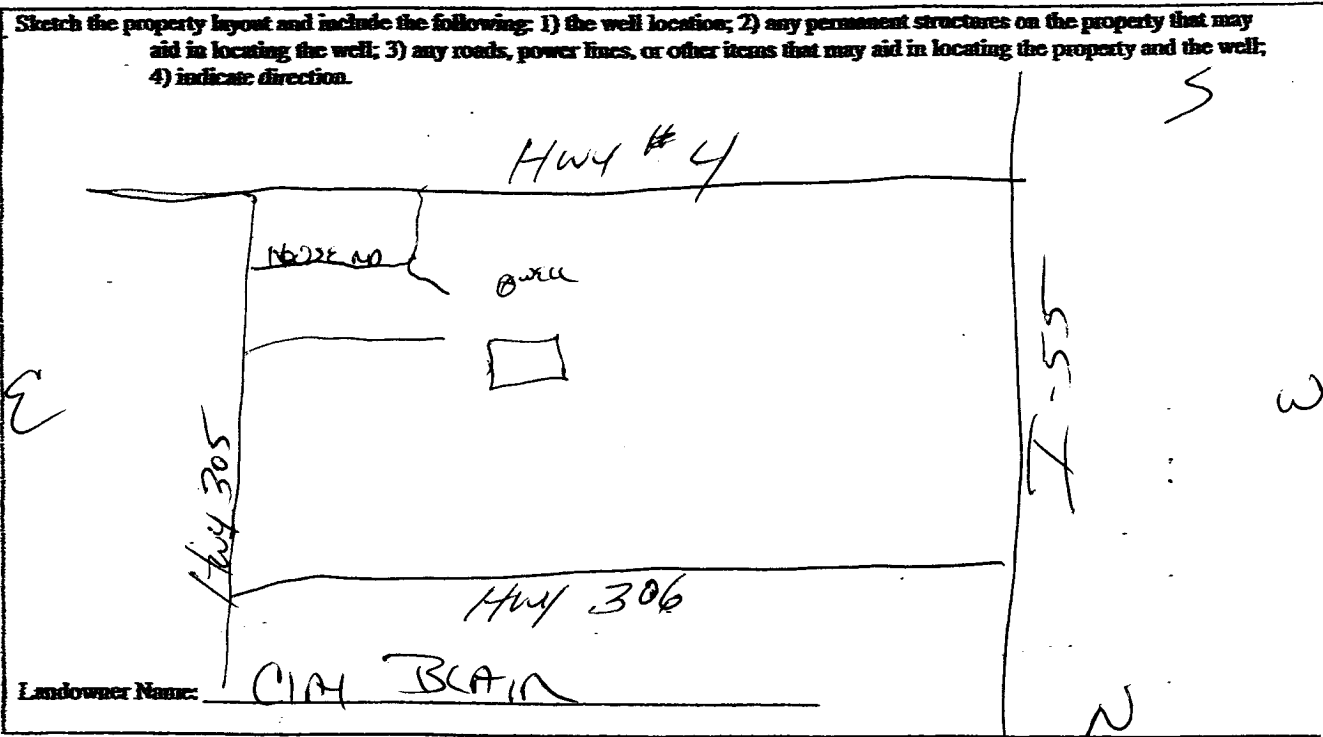 Sketch the property layout and include the following: 1) the well location; 2) any permanent structures on the property that may
aid in locating the well; 3) any roads, power lines, or other items that may aid in locating the property and the well;
4) indicate direction.
S
Hwy # 4
RD
well
I-55
E
W
Hwy 305
Hwy 306
Landowner Name: Clay Blain
N